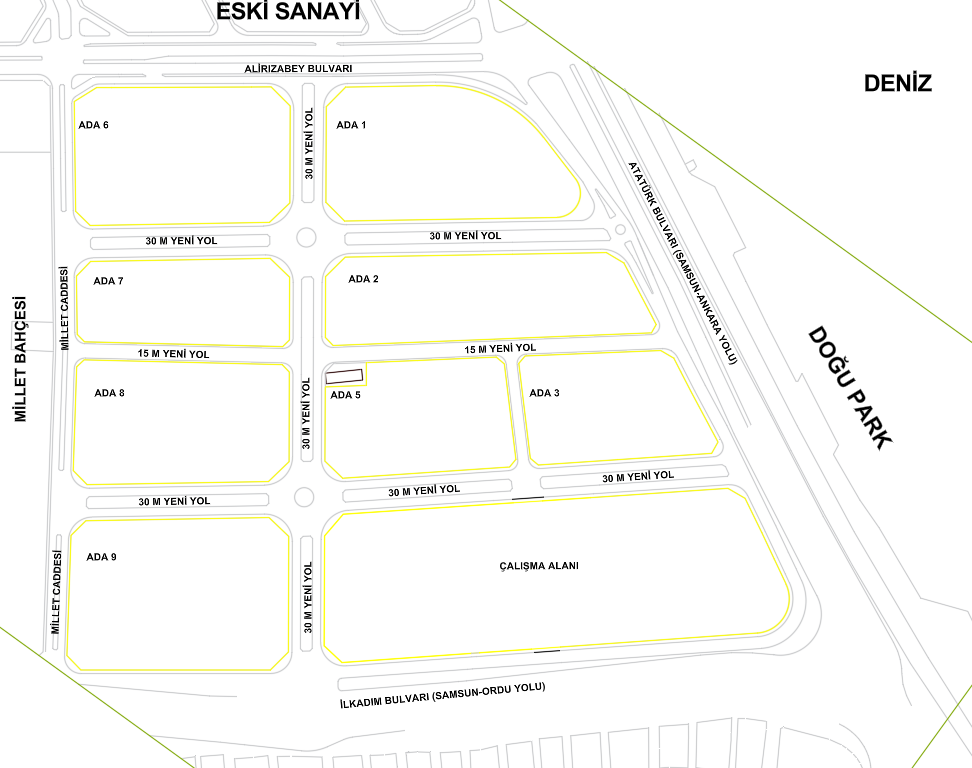 ESKİ SANAYİ
ALİRIZABEY BULVARI
DENİZ
ADA 6
30 M YENİ YOL
ADA 1
ATATÜRK BULVARI (SAMSUN-ANKARA YOLU)
30 M YENİ YOL
30 M YENİ YOL
ADA 7
ADA 2
MİLLET CADDESİ
MİLLET BAHÇESİ
15 M YENİ YOL
15 M YENİ YOL
DOĞU PARK
ADA 8
30 M YENİ YOL
ADA 5
ADA 3
30 M YENİ YOL
30 M YENİ YOL
30 M YENİ YOL
ADA 9
ÇALIŞMA ALANI
MİLLET CADDESİ
30 M YENİ YOL
İLKADIM BULVARI (SAMSUN-ORDU YOLU)